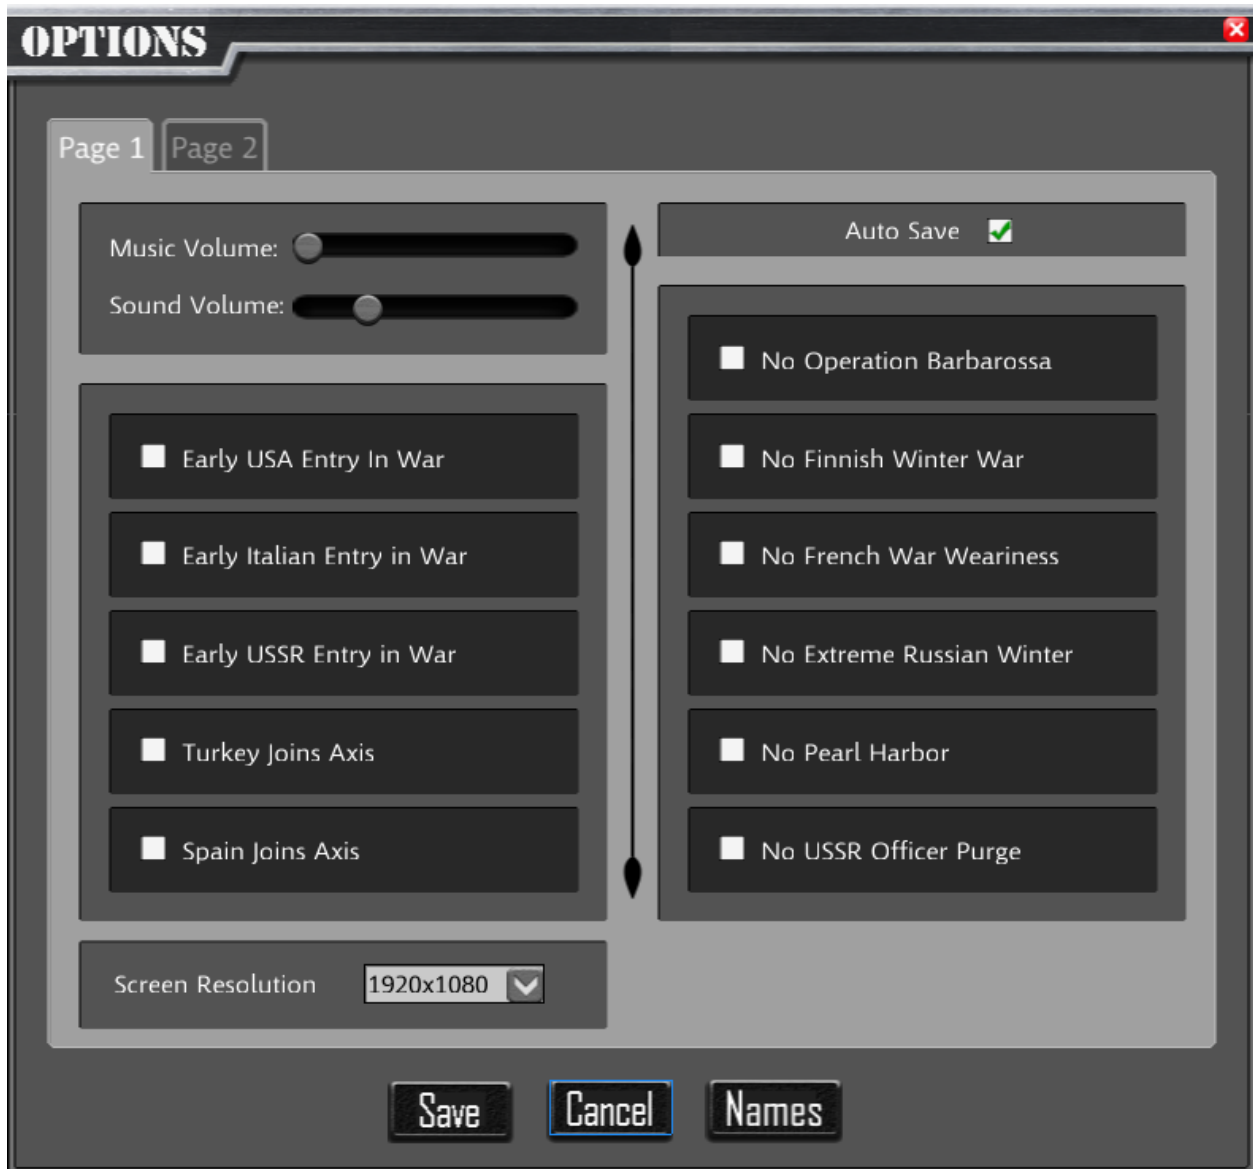 OPTIONS
Page 1
Page 2
Music Volume:
Sound Volume:
Early USA Entry In War
Early Italian Entry in War
Early USSR Entry in War
Turkey Joins Axis
Spain Joins Axis
Screen Resolution 1920x1080
Auto Save
No Operation Barbarossa
No Finnish Winter War
No French War Weariness
No Extreme Russian Winter
No Pearl Harbor
No USSR Officer Purge
Save
Cancel
Names